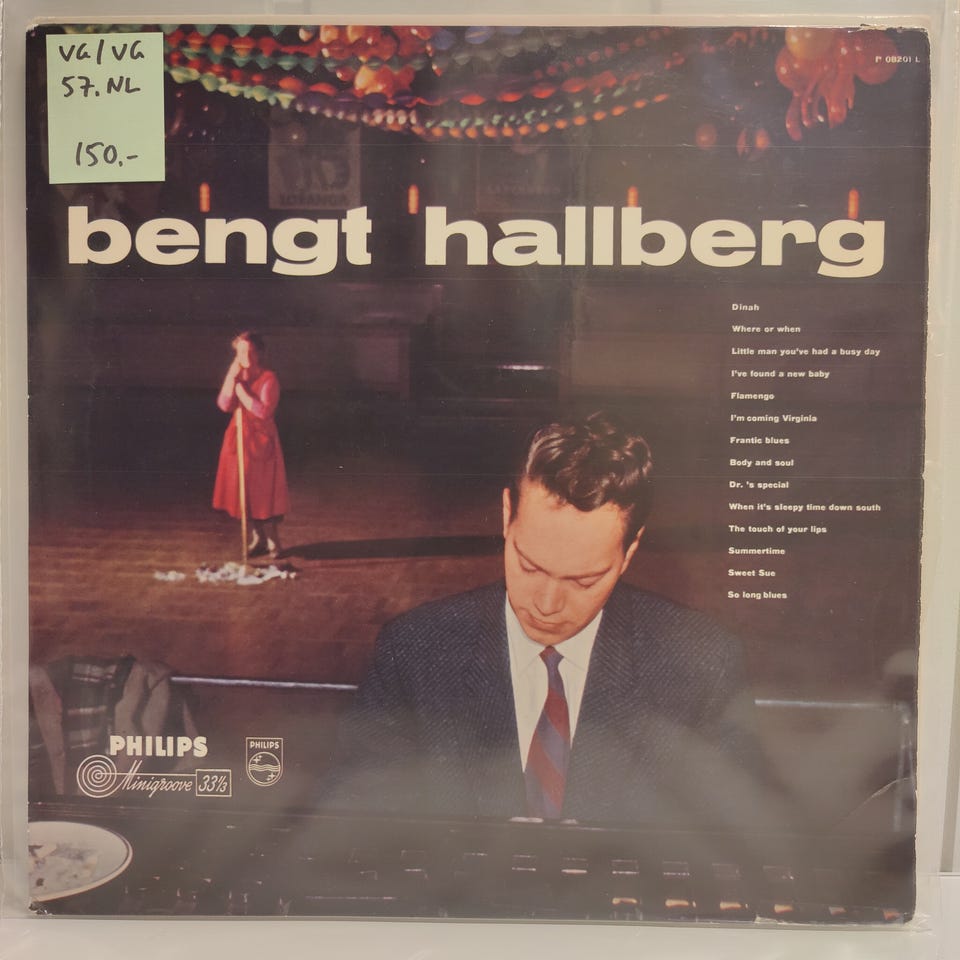 VG/VG
57.NL
150.-
P 08201 L
bengt hallberg
Dinah
Where or when
Little man you've had a busy day
I've found a new baby
Flamengo
I'm coming Virginia
Frantic blues
Body and soul
Dr. 's special
When it's sleepy time down south
The touch of your lips
Summertime
Sweet Sue
So long blues
PHILIPS
Minigroove 33⅓
PHILIPS